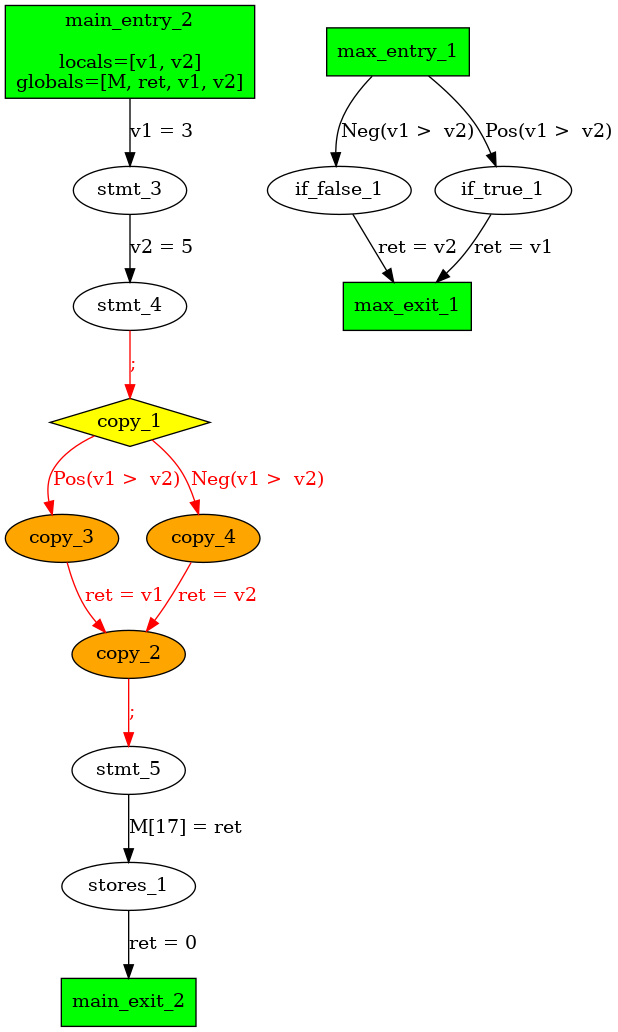 main_entry_2
locals=[v1, v2]
globals=[M, ret, v1, v2]
v1 = 3
stmt_3
v2 = 5
stmt_4
;
copy_1
Pos(v1 >  v2)
Neg(v1 >  v2)
copy_3
copy_4
ret = v1
ret = v2
copy_2
;
stmt_5
M[17] = ret
stores_1
ret = 0
main_exit_2
max_entry_1
Neg(v1 >  v2)
Pos(v1 >  v2)
if_false_1
if_true_1
ret = v2
ret = v1
max_exit_1